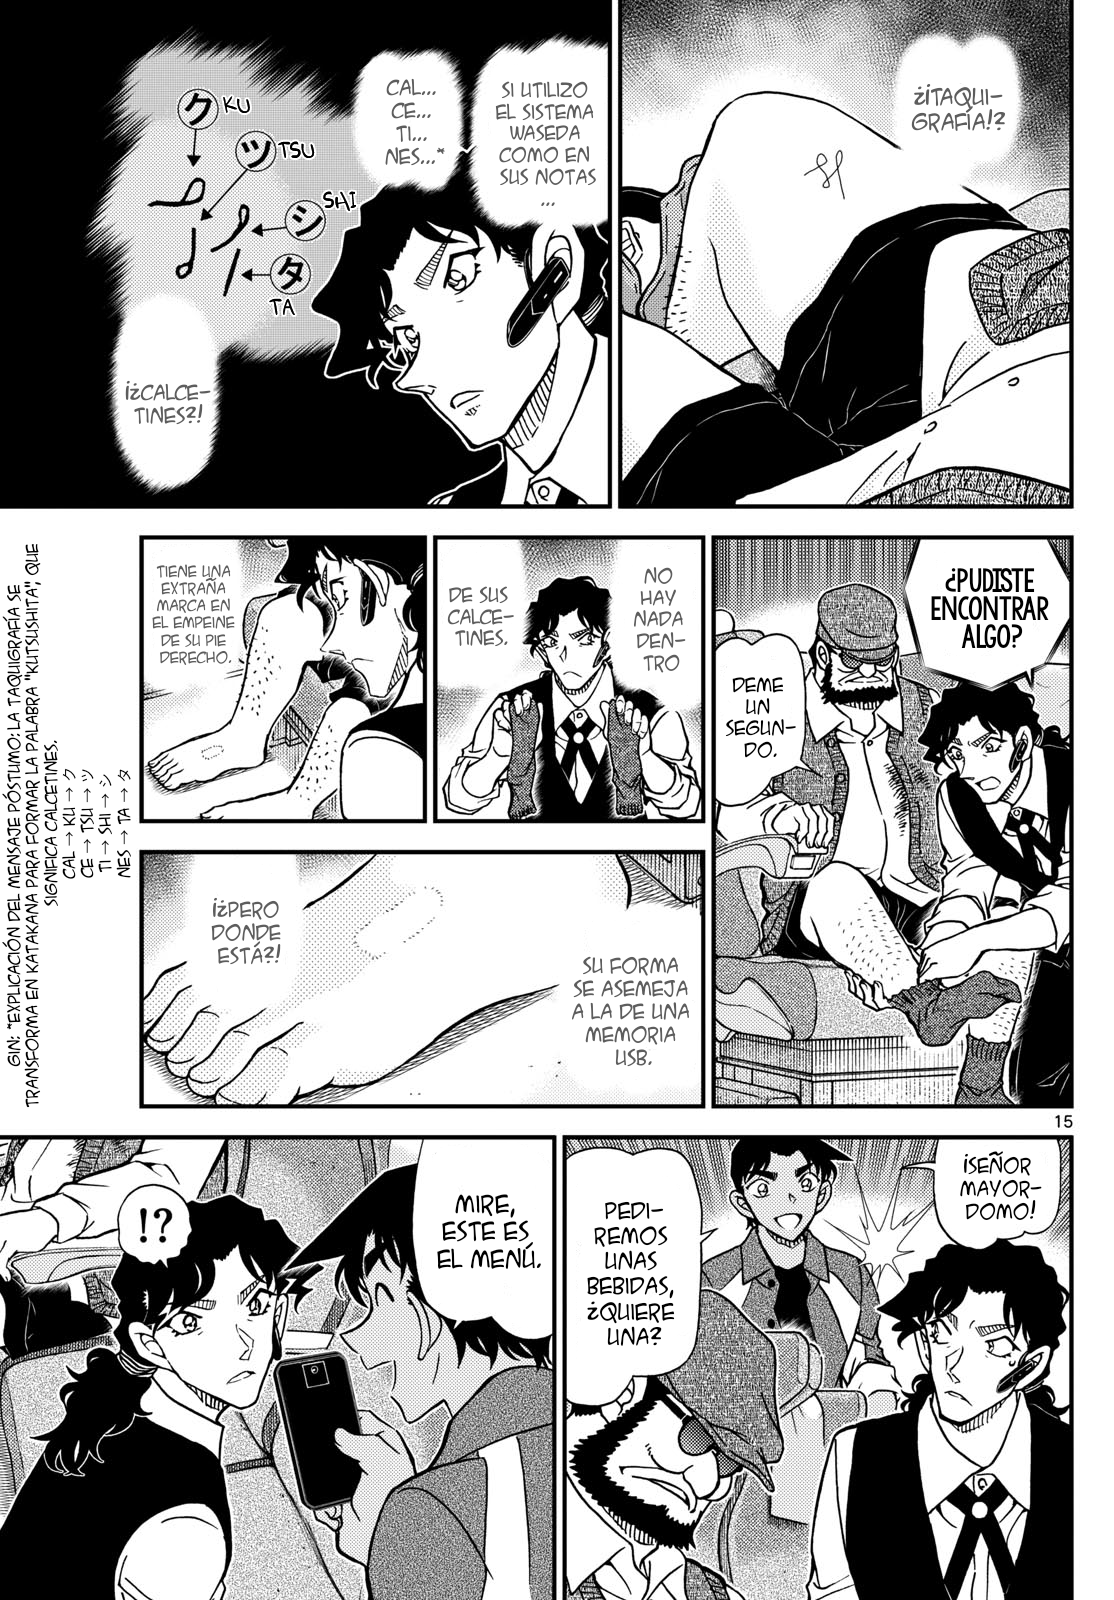 ¿¡TAQUI-
GRAFÍA!?
SI UTILIZO
EL SISTEMA
WASEDA
COMO EN
SUS NOTAS
...
CAL...
CE...
TI...
NES...*
ク
KU
ツ
TSU
シ
SHI
タ
TA
¡¿CALCE-
TINES?!
¿PUDISTE
ENCONTRAR
ALGO?
DEME
UN
SEGUN-
DO.
NO
HAY
NADA
DEN-
TRO
DE SUS
CALCE-
TINES.
TIENE UNA
EXTRAÑA
MARCA EN
EL EMPEINE
DE SU PIE
DERECHO.
SU FORMA
SE ASEMEJA
A LA DE UNA
MEMORIA
USB.
¡¿PERO
DONDE
ESTÁ?!
GIN: *EXPLICACIÓN DEL MENSAJE PÓSTUMO: LA TAQUIGRAFÍA SE
TRANSFORMA EN KATAKANA PARA FORMAR LA PALABRA "KUTSUSHITA", QUE
SIGNIFICA CALCETINES.
CAL → KU → ク
CE → TSU → ツ
TI → SHI → シ
NES → TA → タ
15
¡SEÑOR
MAYOR-
DOMO!
PEDI-
REMOS
UNAS
BEBIDAS,
¿QUIERE
UNA?
MIRE,
ESTE ES
EL MENÚ.
!?